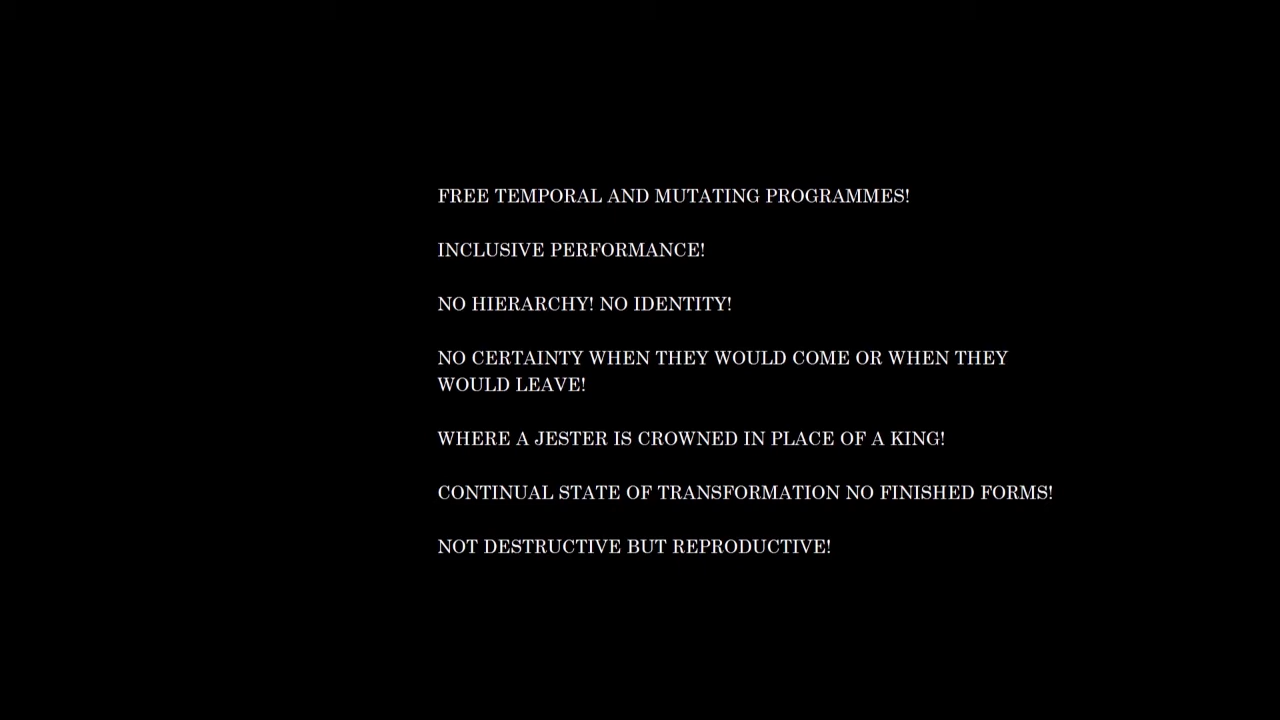 FREE TEMPORAL AND MUTATING PROGRAMMES!
INCLUSIVE PERFORMANCE!
NO HIERARCHY! NO IDENTITY!
NO CERTAINTY WHEN THEY WOULD COME OR WHEN THEY
WOULD LEAVE!
WHERE A JESTER IS CROWNED IN PLACE OF A KING!
CONTINUAL STATE OF TRANSFORMATION NO FINISHED FORMS!
NOT DESTRUCTIVE BUT REPRODUCTIVE!